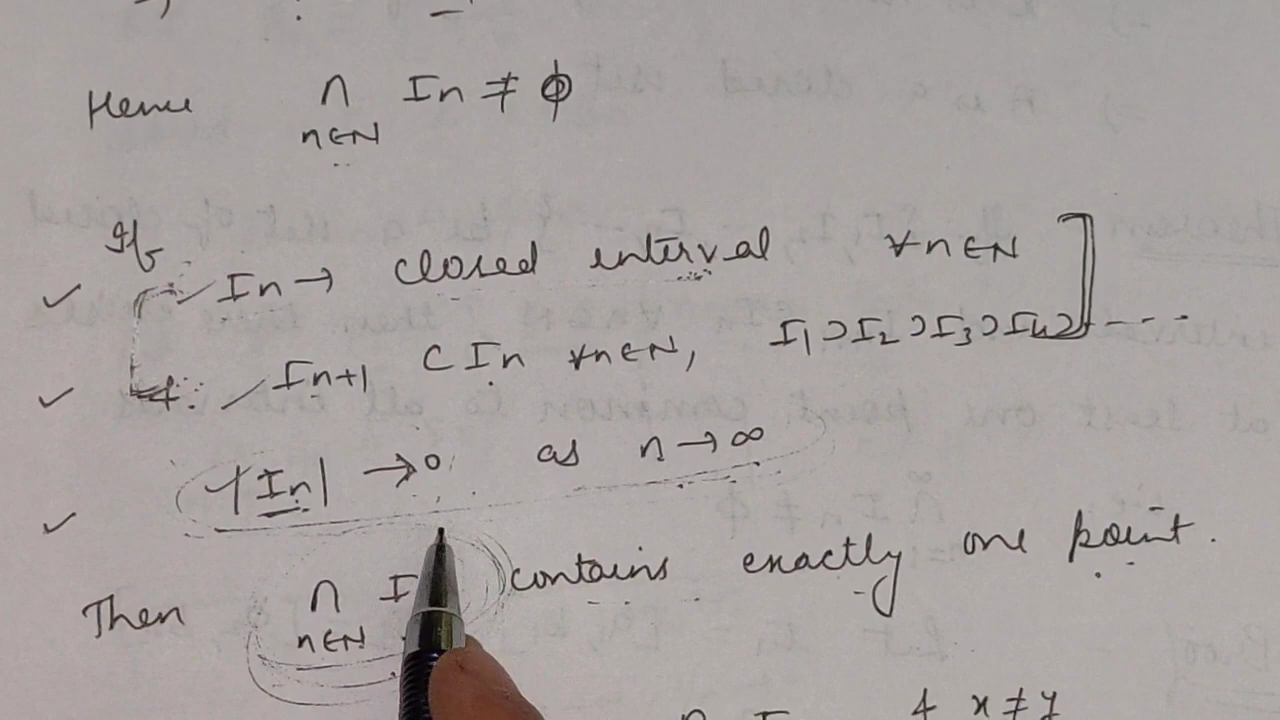 Hence ∩ In ≠ ϕ
n∈N
If
In → closed interval ∀n∈N
In+1 ⊂ In ∀n∈N, I1⊃I2⊃I3⊃I4⊃---
|In| → 0 as n→∞
Then ∩ I contains exactly one point.
n∈N
x≠y